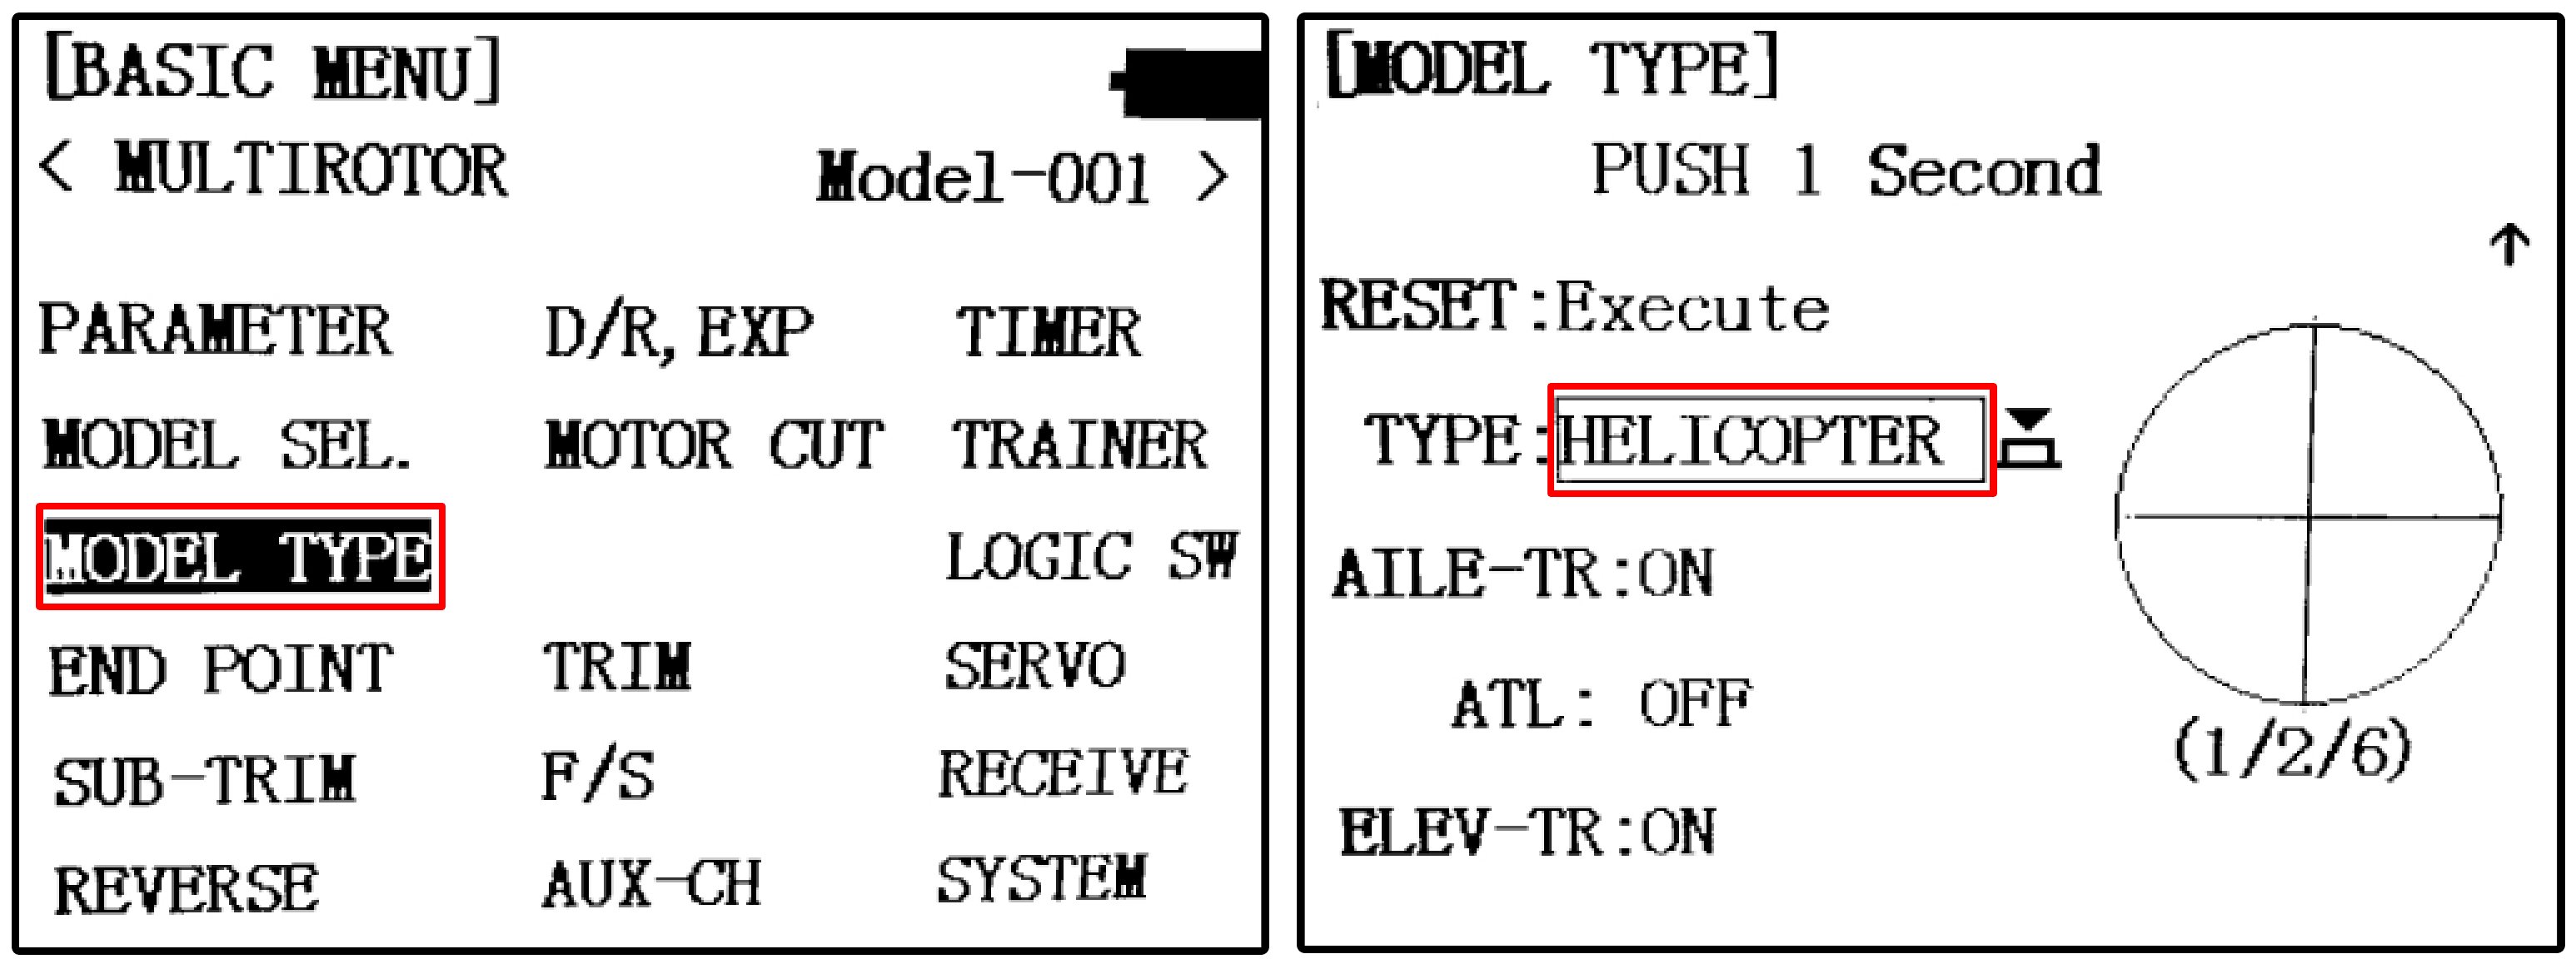 [BASIC MENU]
< MULTIROTOR Model-001 >
PARAMETER D/R, EXP TIMER
MODEL SEL. MOTOR CUT TRAINER
MODEL TYPE LOGIC SW
END POINT TRIM SERVO
SUB-TRIM F/S RECEIVE
REVERSE AUX-CH SYSTEM
[MODEL TYPE]
PUSH 1 Second
↑
RESET:Execute
TYPE:HELICOPTER
AILE-TR:ON
ATL: OFF
(1/2/6)
ELEV-TR:ON